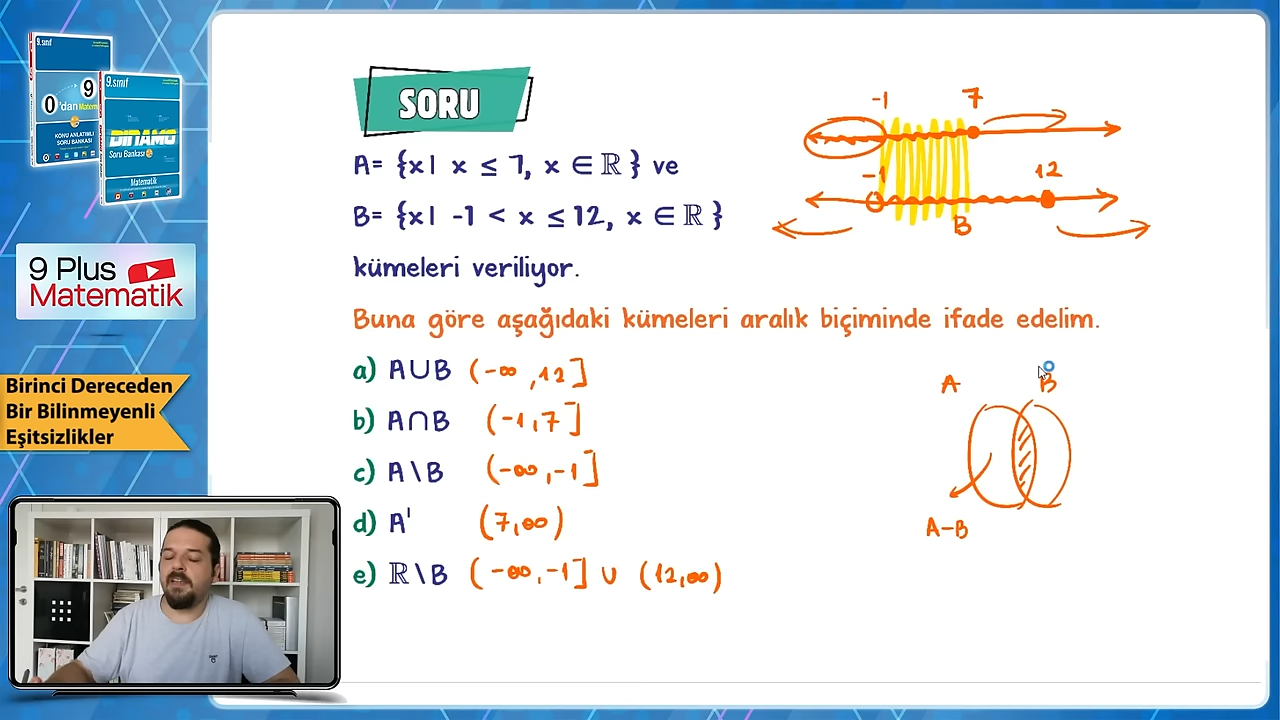 9.sınıf
0'dan
9
KONU ANLATIMLI
SORU BANKASI
9.sınıf
DİNAMO
Soru Bankası
Matematik
9 Plus
Matematik
Birinci Dereceden
Bir Bilinmeyenli
Eşitsizlikler
SORU
A= {x| x ≤ 7, x ∈ ℝ } ve
B= {x| -1 < x ≤ 12, x ∈ ℝ }
kümeleri veriliyor.
Buna göre aşağıdaki kümeleri aralık biçiminde ifade edelim.
a) A∪B (-∞ ,12]
b) A∩B (-1,7]
c) A\B (-∞,-1]
d) A' (7,∞)
e) ℝ\B (-∞,-1] ∪ (12,∞)
-1 7
-1 12
B
A B
A-B